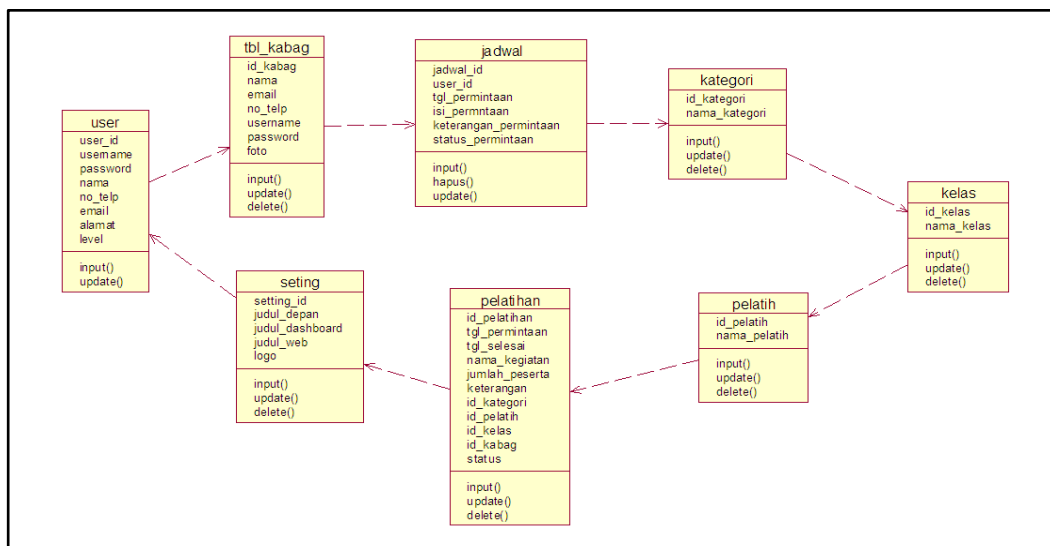 user
user_id
username
password
nama
no_telp
email
alamat
level
input()
update()
tbl_kabag
id_kabag
nama
email
no_telp
username
password
foto
input()
update()
delete()
jadwal
jadwal_id
user_id
tgl_permintaan
isi_permntaan
keterangan_permintaan
status_permintaan
input()
hapus()
update()
kategori
id_kategori
nama_kategori
input()
update()
delete()
kelas
id_kelas
nama_kelas
input()
update()
delete()
pelatih
id_pelatih
nama_pelatih
input()
update()
delete()
pelatihan
id_pelatihan
tgl_permintaan
tgl_selesai
nama_kegiatan
jumlah_peserta
keterangan
id_kategori
id_pelatih
id_kelas
id_kabag
status
input()
update()
delete()
seting
setting_id
judul_depan
judul_dashboard
judul_web
logo
input()
update()
delete()